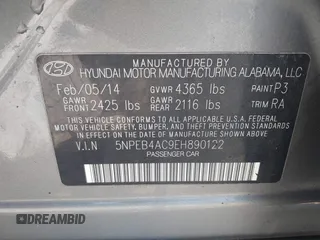 MANUFACTURED BY
HYUNDAI MOTOR MANUFACTURING ALABAMA, LLC
Feb/05/14 GVWR 4365 lbs PAINT P3
GAWR FRONT 2425 lbs GAWR REAR 2116 lbs TRIM RA
THIS VEHICLE CONFORMS TO ALL APPLICABLE
U.S.A. FEDERAL MOTOR VEHICLE SAFETY, BUMPER,
AND THEFT PREVENTION STANDARDS IN EFFECT ON
THE DATE OF MANUFACTURE SHOWN ABOVE.
V.I.N 5NPEB4AC9EH890122
PASSENGER CAR
©DREAMBID